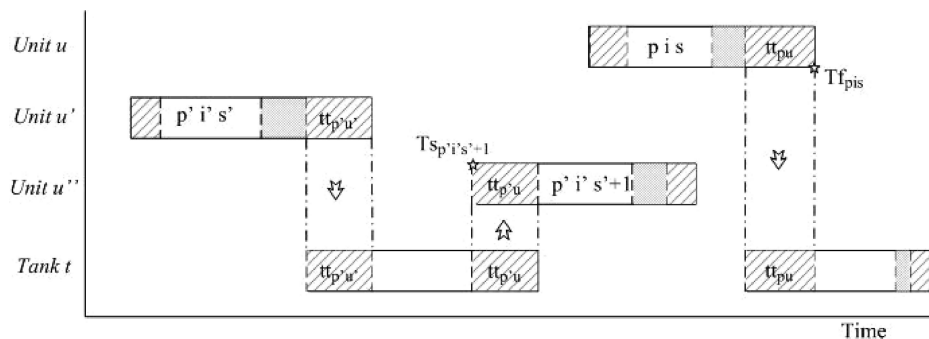 Unit u
p i s
tt_pu
Tf_pis
Unit u'
p' i' s'
tt_p'u'
Ts_p'i's'+1
Unit u''
tt_p'u
p' i' s'+1
Tank t
tt_p'u'
tt_p'u
tt_pu
Time